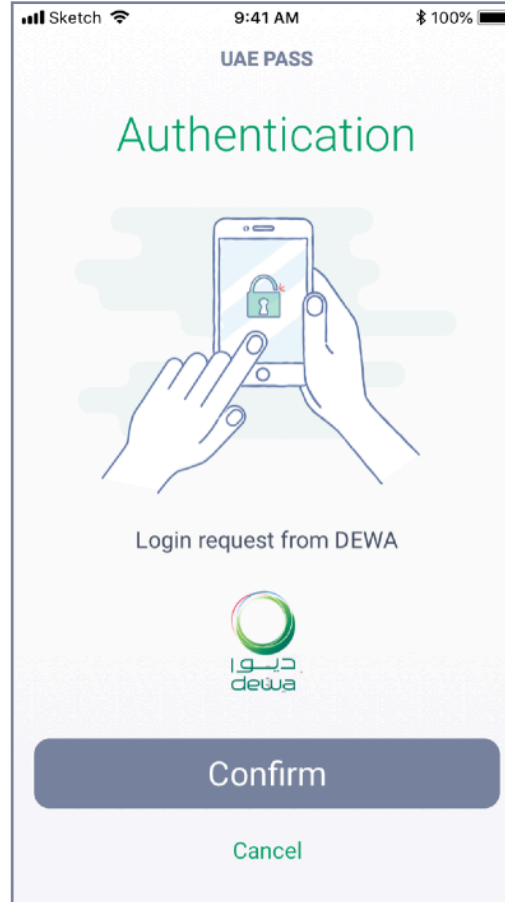 Sketch 9:41 AM 100%
UAE PASS
Authentication
Login request from DEWA
ديوا
dewa
Confirm
Cancel